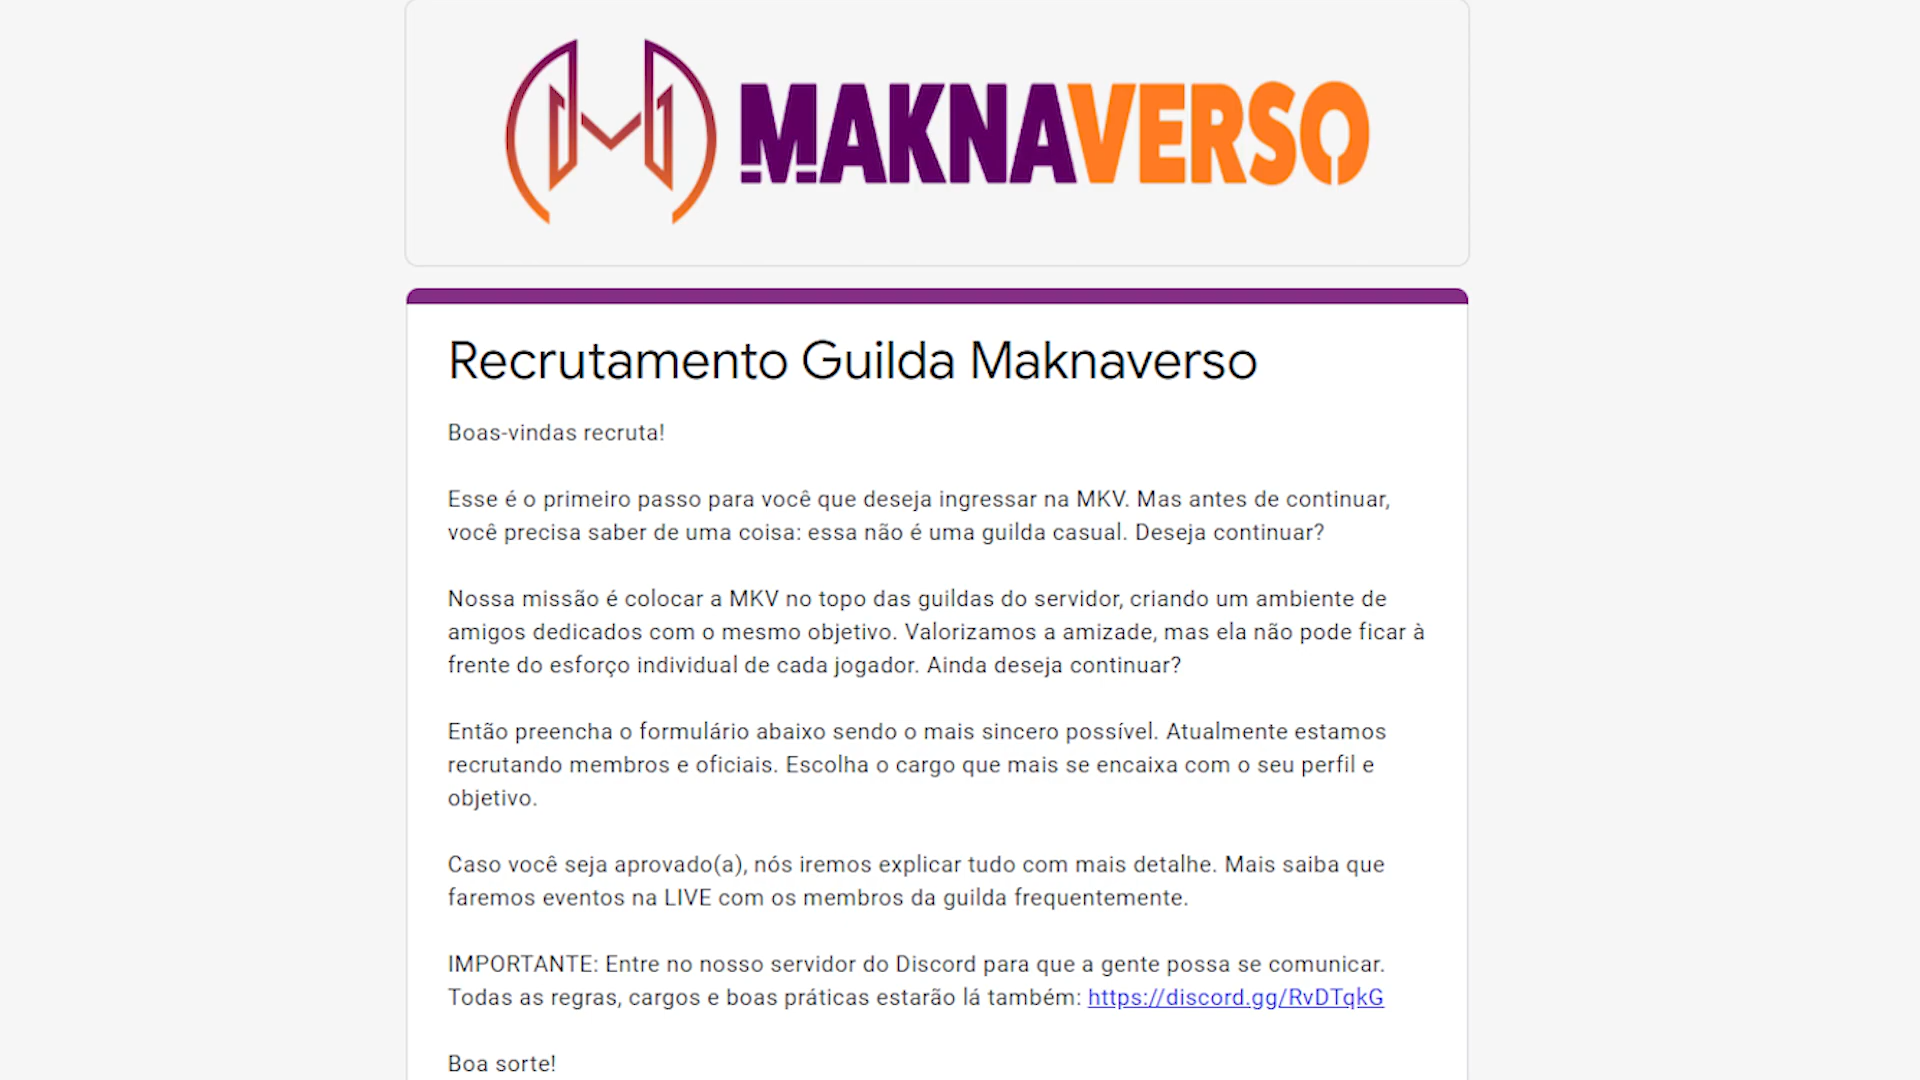 MAKNAVERSO
Recrutamento Guilda Maknaverso
Boas-vindas recruta!
Esse é o primeiro passo para você que deseja ingressar na MKV. Mas antes de continuar,
você precisa saber de uma coisa: essa não é uma guilda casual. Deseja continuar?
Nossa missão é colocar a MKV no topo das guildas do servidor, criando um ambiente de
amigos dedicados com o mesmo objetivo. Valorizamos a amizade, mas ela não pode ficar à
frente do esforço individual de cada jogador. Ainda deseja continuar?
Então preencha o formulário abaixo sendo o mais sincero possível. Atualmente estamos
recrutando membros e oficiais. Escolha o cargo que mais se encaixa com o seu perfil e
objetivo.
Caso você seja aprovado(a), nós iremos explicar tudo com mais detalhe. Mais saiba que
faremos eventos na LIVE com os membros da guilda frequentemente.
IMPORTANTE: Entre no nosso servidor do Discord para que a gente possa se comunicar.
Todas as regras, cargos e boas práticas estarão lá também: https://discord.gg/RvDTqkG
Boa sorte!